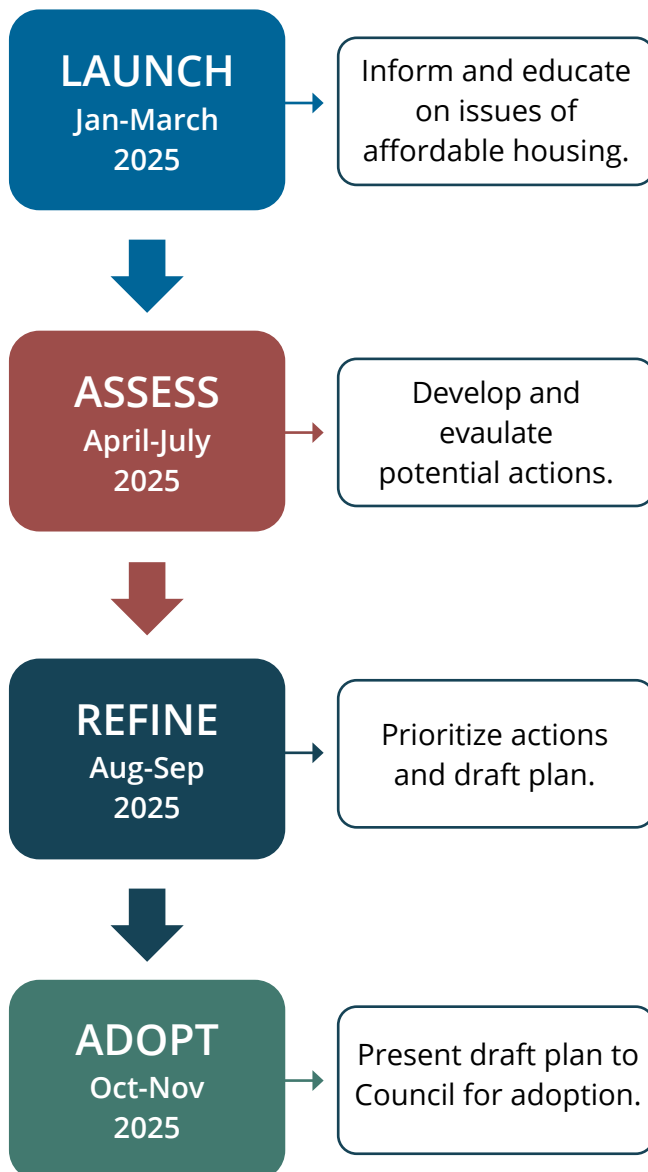 LAUNCH
Jan-March
2025
Inform and educate
on issues of
affordable housing.
ASSESS
April-July
2025
Develop and
evaulate
potential actions.
REFINE
Aug-Sep
2025
Prioritize actions
and draft plan.
ADOPT
Oct-Nov
2025
Present draft plan to
Council for adoption.